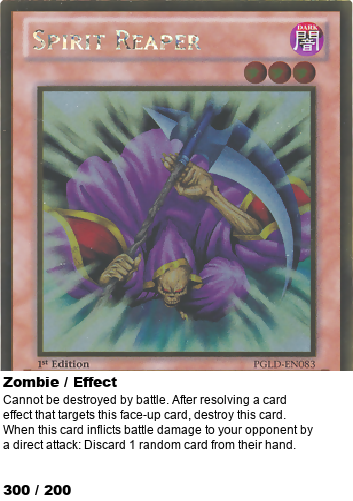 Spirit Reaper
DARK
闇
1st Edition PGLD-EN083
Zombie / Effect
Cannot be destroyed by battle. After resolving a card
effect that targets this face-up card, destroy this card.
When this card inflicts battle damage to your opponent by
a direct attack: Discard 1 random card from their hand.
300 / 200